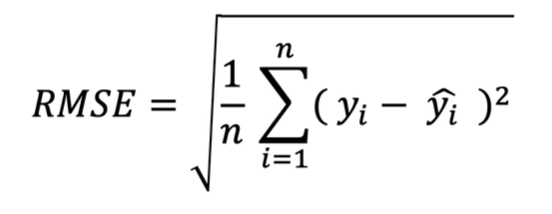 RMSE = √(1/n ∑_{i=1}^{n} ( y_i − ŷ_i )²)